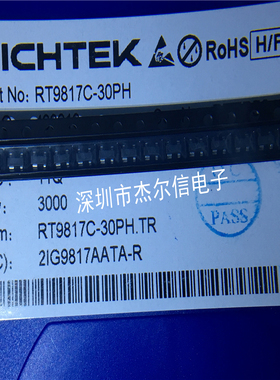 ICHTEK RoHS H/F
t No: RT9817C-30PH
深圳市杰尔信电子
3000
PASS
m: RT9817C-30PH.TR
C): 2IG9817AATA-R